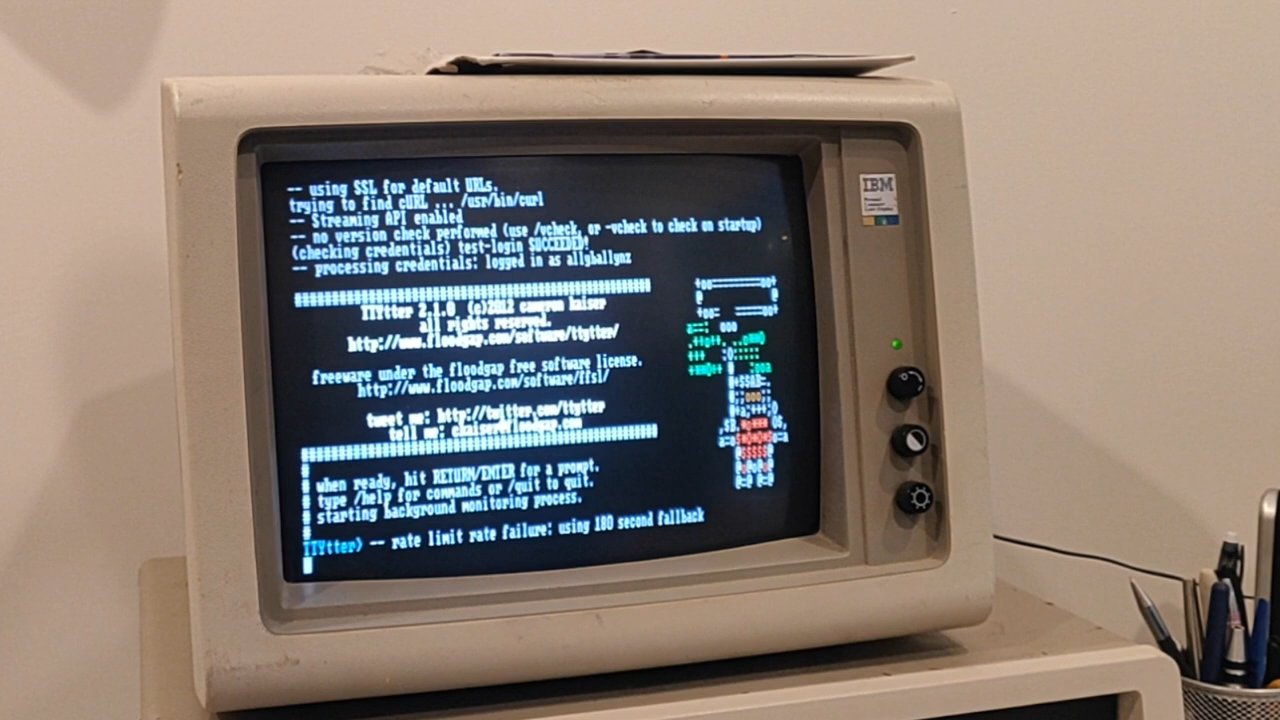 -- using SSL for default URLs.
trying to find cURL ... /usr/bin/curl
-- Streaming API enabled
-- no version check performed (use /vcheck, or -vcheck to check on startup)
(checking credentials) test-login SUCCEEDED!
-- processing credentials: logged in as allyhallynz
TTYtter 2.1.0 (c)2012 cameron kaiser
all rights reserved.
http://www.floodgap.com/software/ttytter/
freeware under the floodgap free software license.
http://www.floodgap.com/software/ffsl/
tweet me: http://twitter.com/ttytter
tell me: ckaiser@floodgap.com
when ready, hit RETURN/ENTER for a prompt.
type /help for commands or /quit to quit.
starting background monitoring process.
TTYtter> -- rate limit rate failure: using 180 second fallback
IBM
Personal
Computer
Color Display